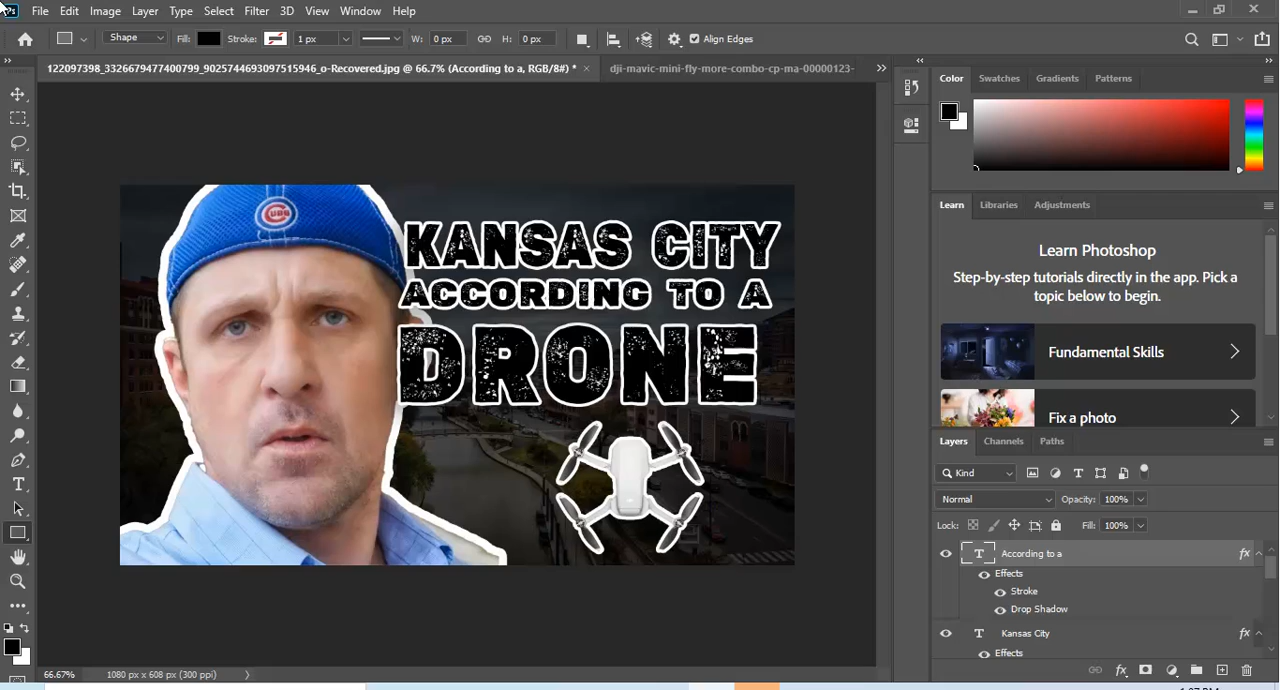 Ps File Edit Image Layer Type Select Filter 3D View Window Help
Shape Fill: Stroke: 1 px W: 0 px H: 0 px Align Edges
122097398_3326679477400799_9025744693097515946_o-Recovered.jpg @ 66.7% (According to a, RGB/8#) * × dji-mavic-mini-fly-more-combo-cp-ma-00000123-
Color Swatches Gradients Patterns
CUBS
KANSAS CITY
ACCORDING TO A
DRONE
Learn Libraries Adjustments
Learn Photoshop
Step-by-step tutorials directly in the app. Pick a
topic below to begin.
Fundamental Skills
Fix a photo
Layers Channels Paths
Kind
Normal Opacity: 100%
Lock: Fill: 100%
T According to a fx
Effects
Stroke
Drop Shadow
T Kansas City fx
Effects
66.67% 1080 px x 608 px (300 ppi)